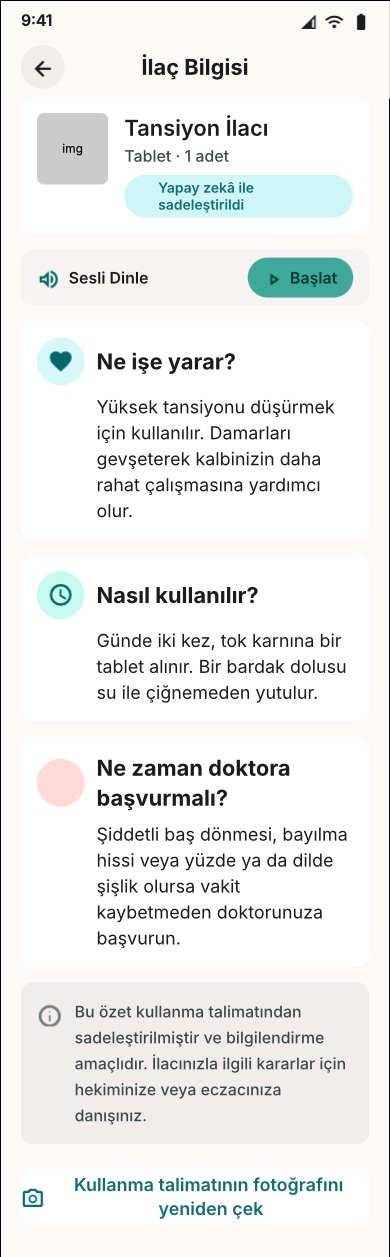 9:41
İlaç Bilgisi
img
Tansiyon İlacı
Tablet · 1 adet
Yapay zekâ ile
sadeleştirildi
Sesli Dinle
Başlat
Ne işe yarar?
Yüksek tansiyonu düşürmek
için kullanılır. Damarları
gevşeterek kalbinizin daha
rahat çalışmasına yardımcı
olur.
Nasıl kullanılır?
Günde iki kez, tok karnına bir
tablet alınır. Bir bardak dolusu
su ile çiğnemeden yutulur.
Ne zaman doktora
başvurmalı?
Şiddetli baş dönmesi, bayılma
hissi veya yüzde ya da dilde
şişlik olursa vakit
kaybetmeden doktorunuza
başvurun.
Bu özet kullanma talimatından
sadeleştirilmiştir ve bilgilendirme
amaçlıdır. İlacınızla ilgili kararlar için
hekiminize veya eczacınıza
danışınız.
Kullanma talimatının fotoğrafını
yeniden çek